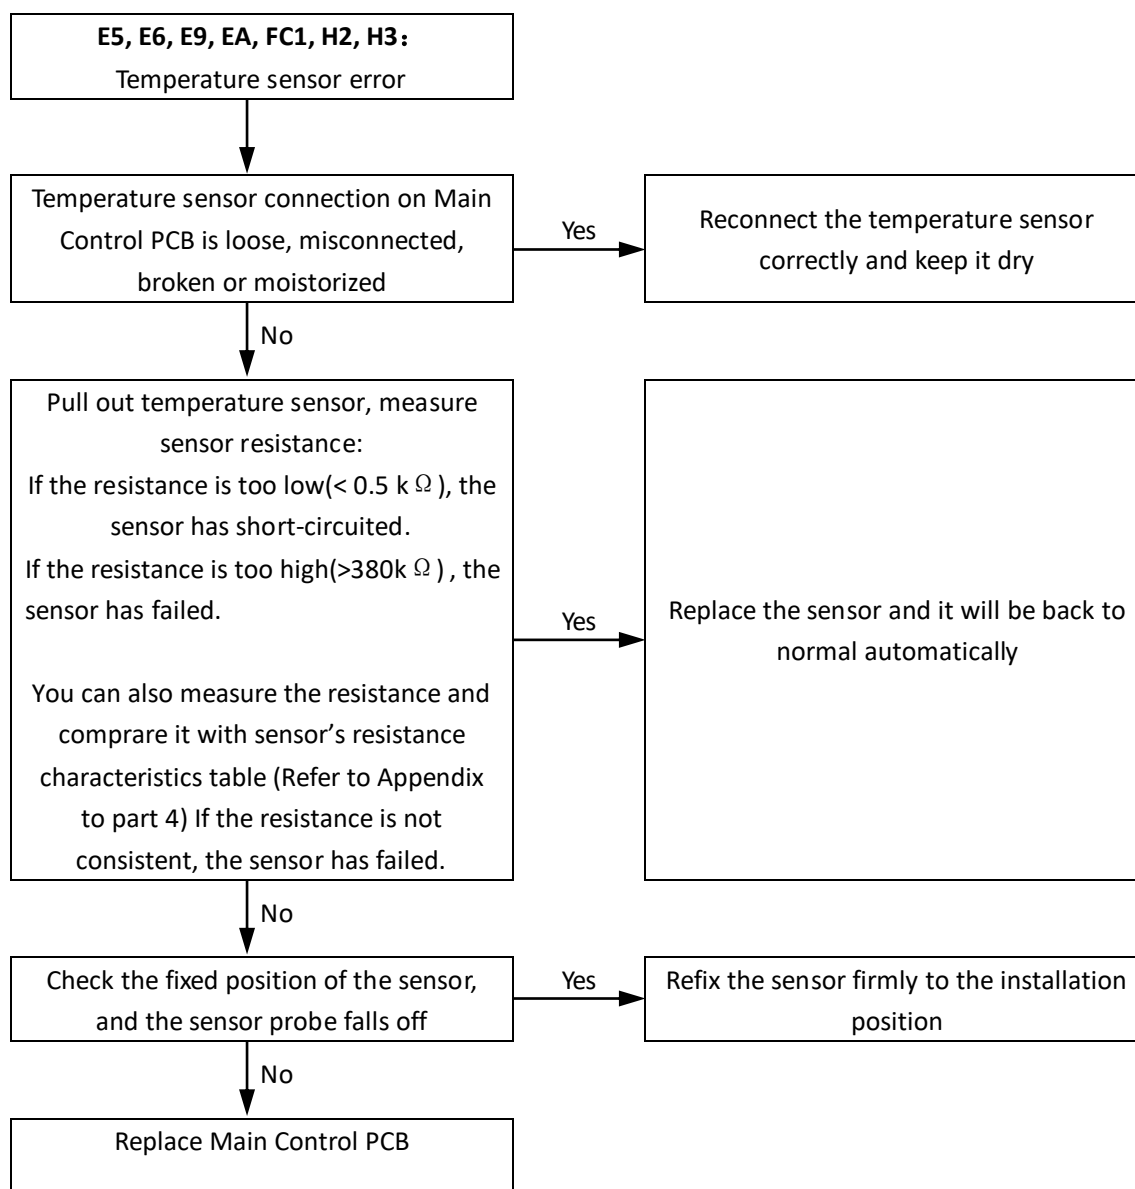 E5, E6, E9, EA, FC1, H2, H3：
Temperature sensor error
Temperature sensor connection on Main
Control PCB is loose, misconnected,
broken or moistorized
Yes
Reconnect the temperature sensor
correctly and keep it dry
No
Pull out temperature sensor, measure
sensor resistance:
If the resistance is too low(< 0.5 k Ω ), the
sensor has short-circuited.
If the resistance is too high(>380k Ω ) , the
sensor has failed.
You can also measure the resistance and
comprare it with sensor’s resistance
characteristics table (Refer to Appendix
to part 4) If the resistance is not
consistent, the sensor has failed.
Yes
Replace the sensor and it will be back to
normal automatically
No
Check the fixed position of the sensor,
and the sensor probe falls off
Yes
Refix the sensor firmly to the installation
position
No
Replace Main Control PCB